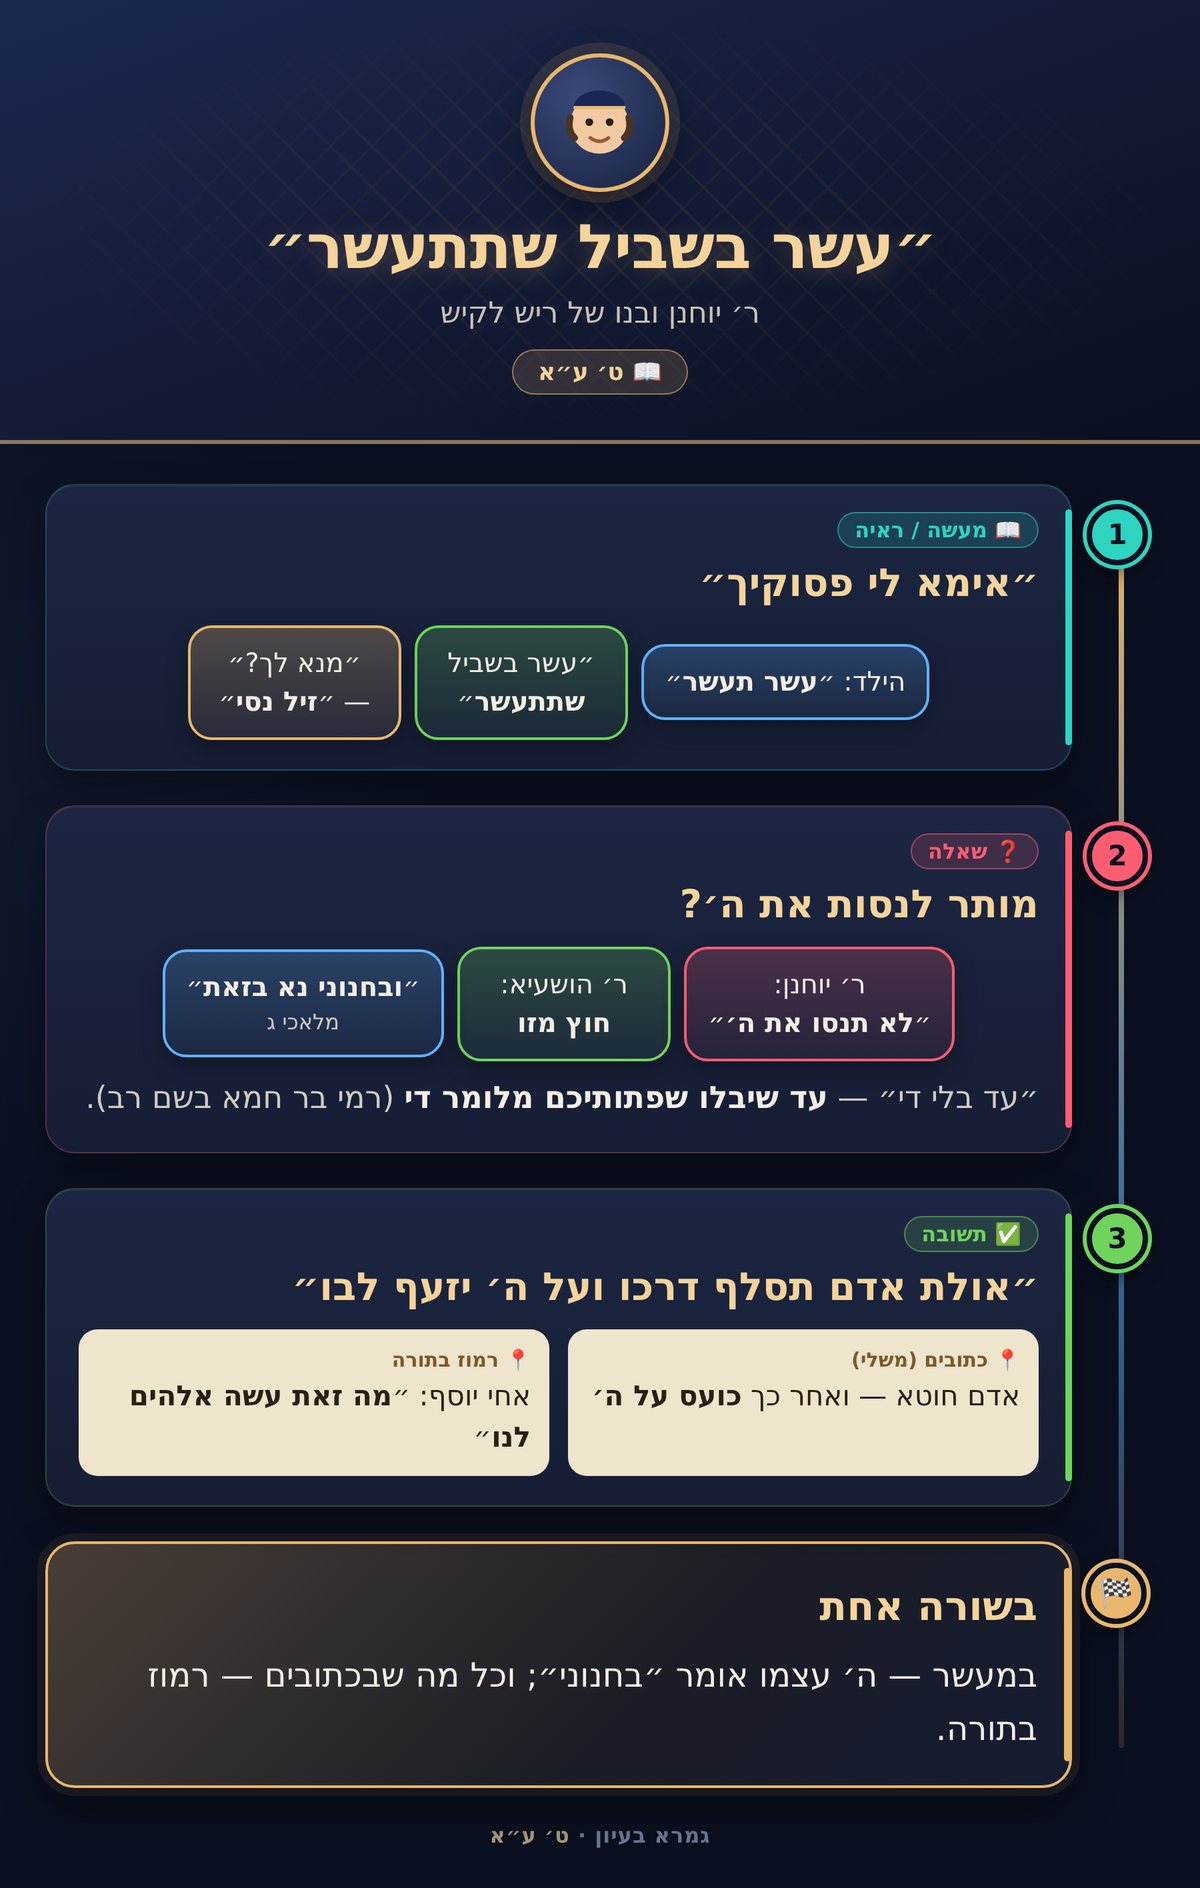 ״עשר בשביל שתתעשר״
ר׳ יוחנן ובנו של ריש לקיש
📖 ט׳ ע״א
1
📖 מעשה / ראיה
״אימא לי פסוקיך״
הילד: ״עשר תעשר״
״עשר בשביל
שתתעשר״
״מנא לך?״
— ״זיל נסי״
2
❓ שאלה
מותר לנסות את ה׳?
ר׳ יוחנן:
״לא תנסו את ה׳״
ר׳ הושעיא:
חוץ מזו
״ובחנוני נא בזאת״
מלאכי ג
״עד בלי די״ — עד שיבלו שפתותיכם מלומר די (רמי בר חמא בשם רב).
3
✅ תשובה
״אולת אדם תסלף דרכו ועל ה׳ יזעף לבו״
📍 כתובים (משלי)
אדם חוטא — ואחר כך כועס על ה׳
📍 רמוז בתורה
אחי יוסף: ״מה זאת עשה אלהים
לנו״
🏁
בשורה אחת
במעשר — ה׳ עצמו אומר ״בחנוני״; וכל מה שבכתובים — רמוז
בתורה.
גמרא בעיון · ט׳ ע״א